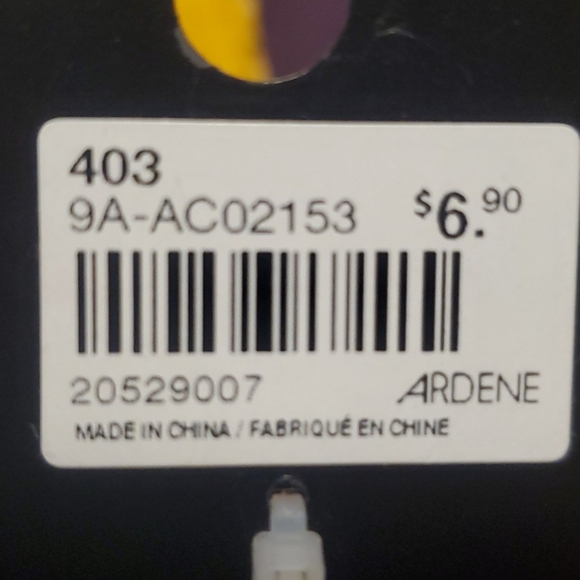 403
9A-AC02153 $6.90
20529007 ARDENE
MADE IN CHINA / FABRIQUÉ EN CHINE